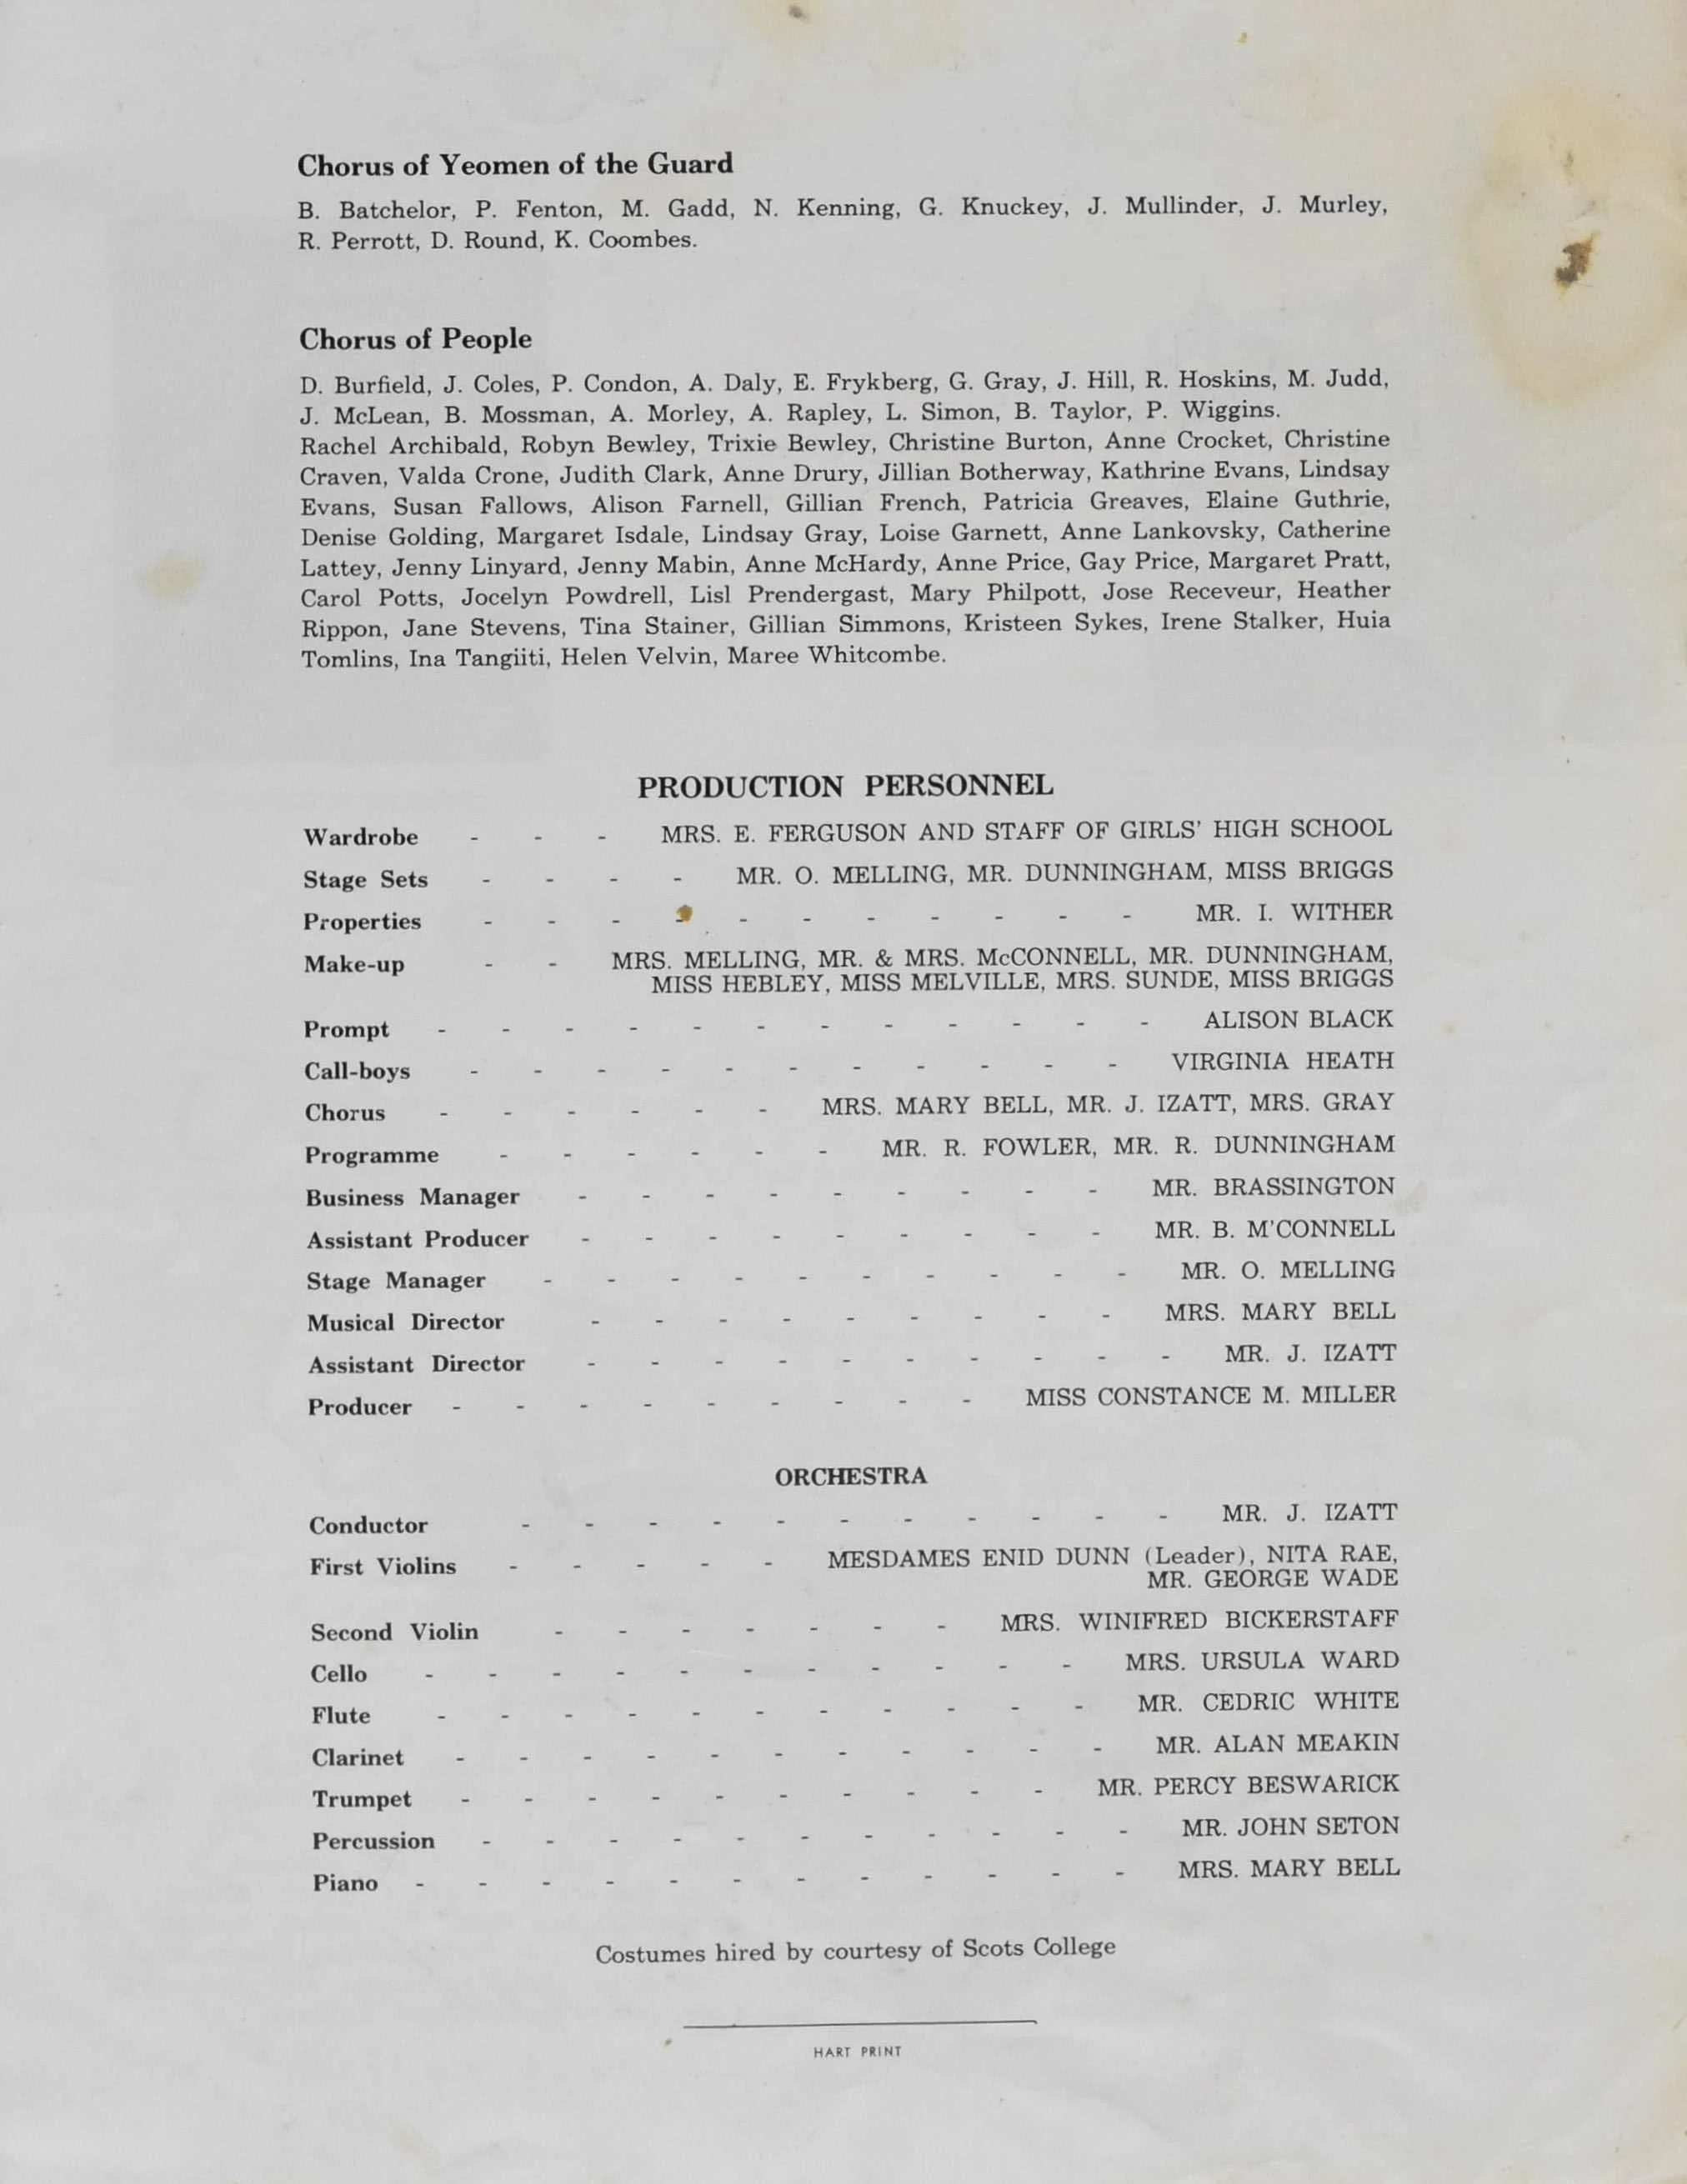 Chorus of Yeomen of the Guard
B. Batchelor, P. Fenton, M. Gadd, N. Kenning, G. Knuckey, J. Mullinder, J. Murley,
R. Perrott, D. Round, K. Coombes.
Chorus of People
D. Burfield, J. Coles, P. Condon, A. Daly, E. Frykberg, G. Gray, J. Hill, R. Hoskins, M. Judd,
J. McLean, B. Mossman, A. Morley, A. Rapley, L. Simon, B. Taylor, P. Wiggins.
Rachel Archibald, Robyn Bewley, Trixie Bewley, Christine Burton, Anne Crocket, Christine
Craven, Valda Crone, Judith Clark, Anne Drury, Jillian Botherway, Kathrine Evans, Lindsay
Evans, Susan Fallows, Alison Farnell, Gillian French, Patricia Greaves, Elaine Guthrie,
Denise Golding, Margaret Isdale, Lindsay Gray, Loise Garnett, Anne Lankovsky, Catherine
Lattey, Jenny Linyard, Jenny Mabin, Anne McHardy, Anne Price, Gay Price, Margaret Pratt,
Carol Potts, Jocelyn Powdrell, Lisl Prendergast, Mary Philpott, Jose Receveur, Heather
Rippon, Jane Stevens, Tina Stainer, Gillian Simmons, Kristeen Sykes, Irene Stalker, Huia
Tomlins, Ina Tangiiti, Helen Velvin, Maree Whitcombe.
PRODUCTION PERSONNEL
Wardrobe - - - MRS. E. FERGUSON AND STAFF OF GIRLS' HIGH SCHOOL
Stage Sets - - - - MR. O. MELLING, MR. DUNNINGHAM, MISS BRIGGS
Properties - - - - - - - - - - - MR. I. WITHER
Make-up - - MRS. MELLING, MR. & MRS. McCONNELL, MR. DUNNINGHAM,
MISS HEBLEY, MISS MELVILLE, MRS. SUNDE, MISS BRIGGS
Prompt - - - - - - - - - - - - ALISON BLACK
Call-boys - - - - - - - - - - - VIRGINIA HEATH
Chorus - - - - - - MRS. MARY BELL, MR. J. IZATT, MRS. GRAY
Programme - - - - - - MR. R. FOWLER, MR. R. DUNNINGHAM
Business Manager - - - - - - - - - MR. BRASSINGTON
Assistant Producer - - - - - - - - - MR. B. M'CONNELL
Stage Manager - - - - - - - - - - MR. O. MELLING
Musical Director - - - - - - - - - MRS. MARY BELL
Assistant Director - - - - - - - - - - MR. J. IZATT
Producer - - - - - - - - - MISS CONSTANCE M. MILLER
ORCHESTRA
Conductor - - - - - - - - - - - MR. J. IZATT
First Violins - - - - - MESDAMES ENID DUNN (Leader), NITA RAE,
MR. GEORGE WADE
Second Violin - - - - - - - MRS. WINIFRED BICKERSTAFF
Cello - - - - - - - - - - - MRS. URSULA WARD
Flute - - - - - - - - - - - MR. CEDRIC WHITE
Clarinet - - - - - - - - - - - MR. ALAN MEAKIN
Trumpet - - - - - - - - - - MR. PERCY BESWARICK
Percussion - - - - - - - - - - - MR. JOHN SETON
Piano - - - - - - - - - - - - MRS. MARY BELL
Costumes hired by courtesy of Scots College
HART PRINT